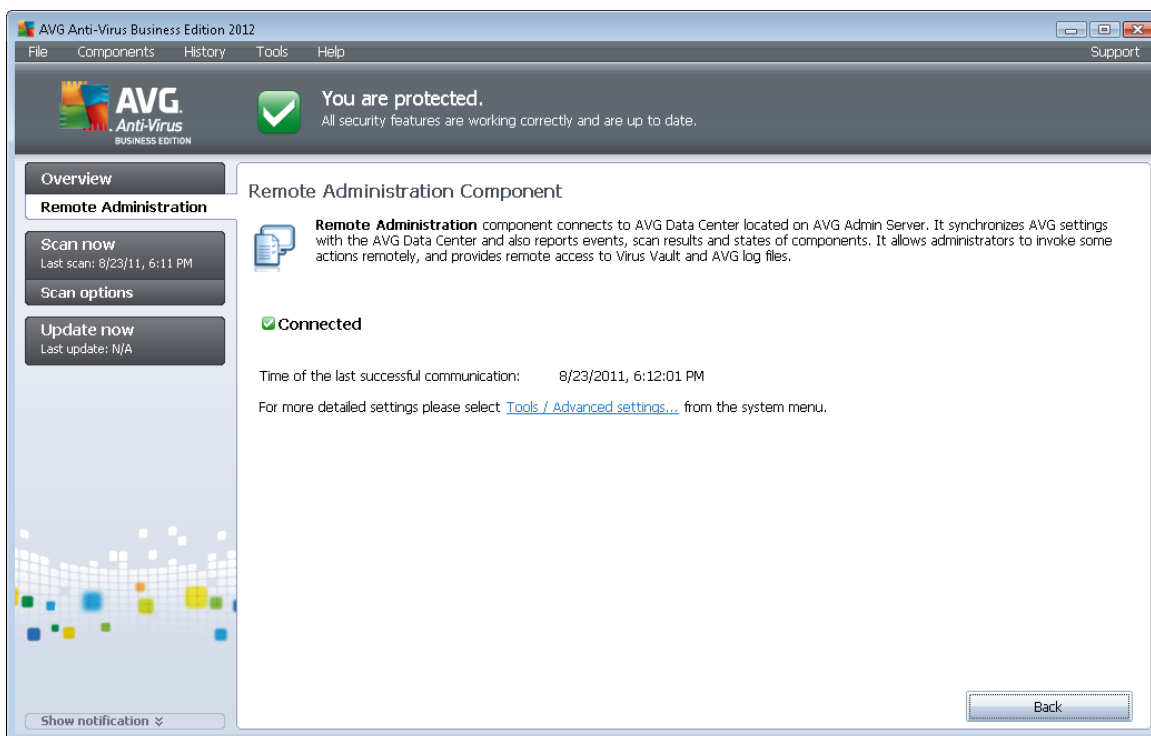 AVG Anti-Virus Business Edition 2012
File Components History Tools Help Support
AVG.
Anti-Virus
BUSINESS EDITION
You are protected.
All security features are working correctly and are up to date.
Overview
Remote Administration
Scan now
Last scan: 8/23/11, 6:11 PM
Scan options
Update now
Last update: N/A
Show notification
Remote Administration Component
Remote Administration component connects to AVG Data Center located on AVG Admin Server. It synchronizes AVG settings
with the AVG Data Center and also reports events, scan results and states of components. It allows administrators to invoke some
actions remotely, and provides remote access to Virus Vault and AVG log files.
Connected
Time of the last successful communication: 8/23/2011, 6:12:01 PM
For more detailed settings please select Tools / Advanced settings... from the system menu.
Back